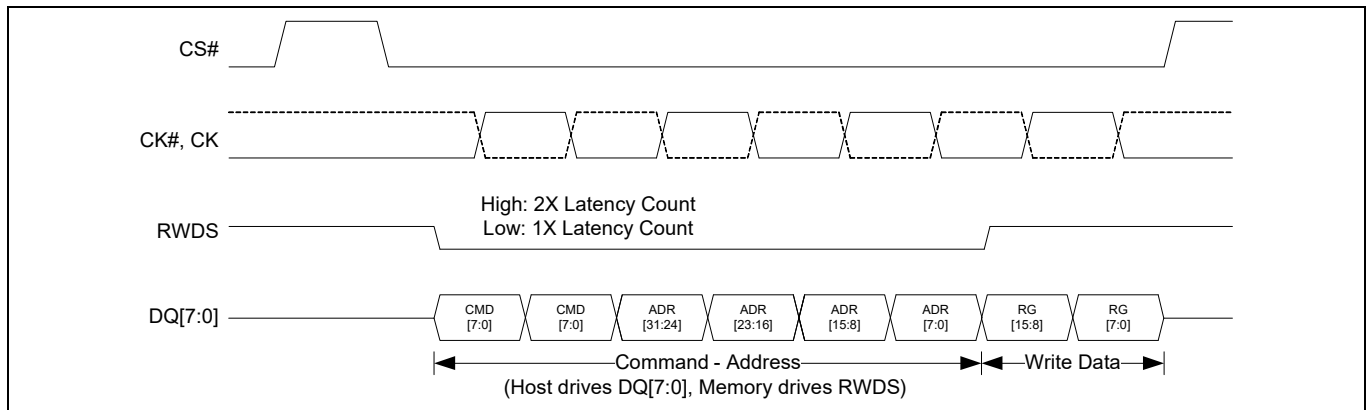 CS#
CK#, CK
High: 2X Latency Count
Low: 1X Latency Count
RWDS
DQ[7:0]
CMD [7:0]
CMD [7:0]
ADR [31:24]
ADR [23:16]
ADR [15:8]
ADR [7:0]
RG [15:8]
RG [7:0]
Command - Address
Write Data
(Host drives DQ[7:0], Memory drives RWDS)